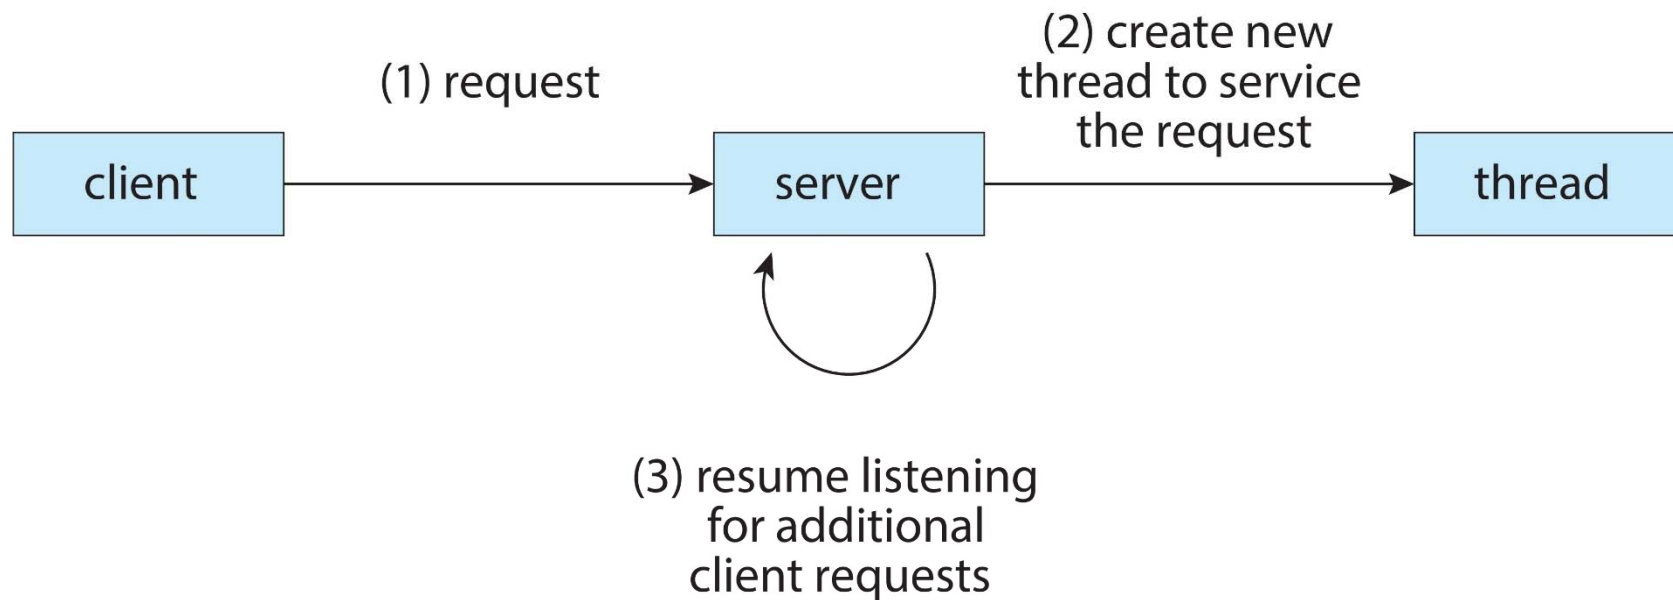 (1) request
(2) create new
thread to service
the request
client
server
thread
(3) resume listening
for additional
client requests